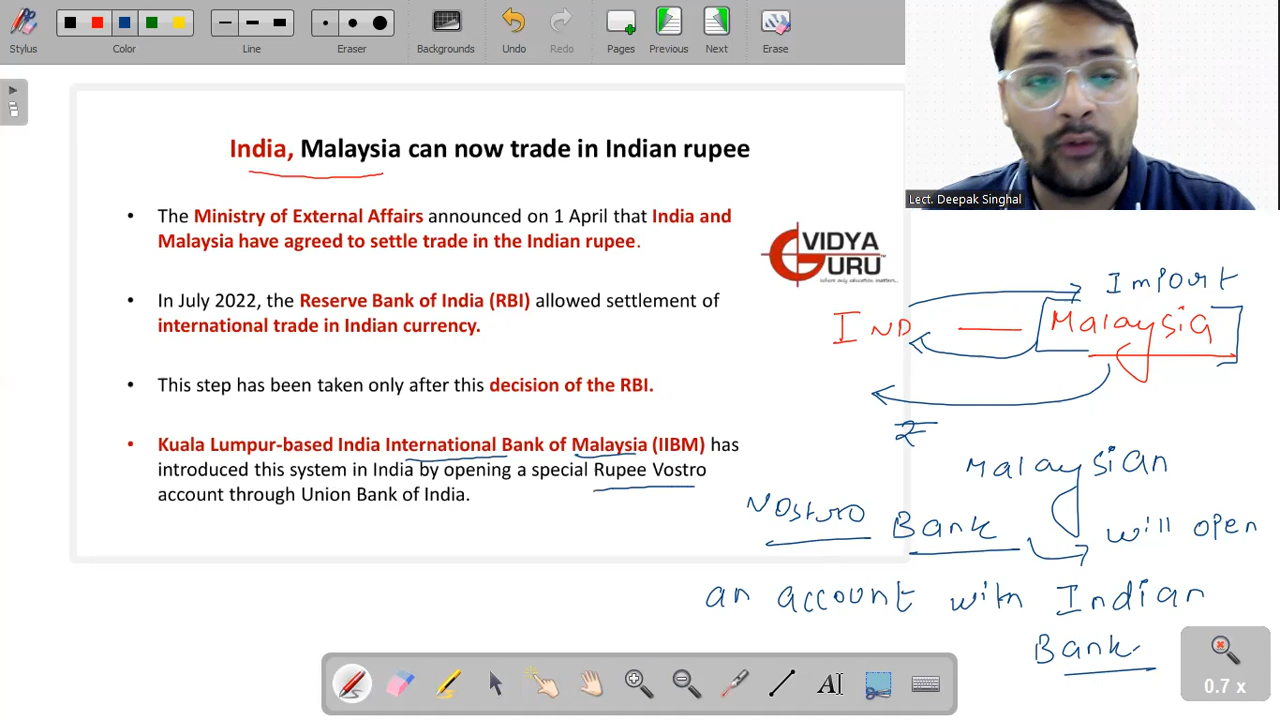 Stylus
Color
Line
Eraser
Backgrounds
Undo
Redo
Pages
Previous
Next
Erase
Lect. Deepak Singhal
India, Malaysia can now trade in Indian rupee
• The Ministry of External Affairs announced on 1 April that India and
Malaysia have agreed to settle trade in the Indian rupee.
• In July 2022, the Reserve Bank of India (RBI) allowed settlement of
international trade in Indian currency.
• This step has been taken only after this decision of the RBI.
• Kuala Lumpur-based India International Bank of Malaysia (IIBM) has
introduced this system in India by opening a special Rupee Vostro
account through Union Bank of India.
VIDYA
GURU
Import
IND — Malaysia
₹
Malaysian
Nostro Bank will open
an account with Indian
Bank
0.7 x